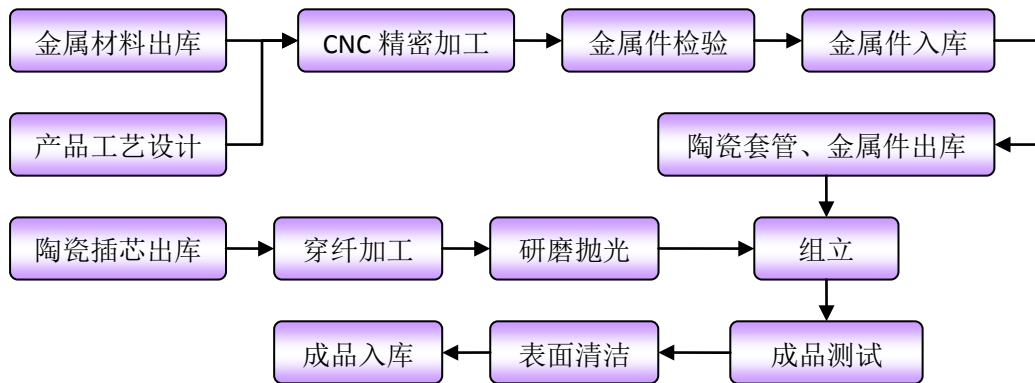 金属材料出库
CNC 精密加工
金属件检验
金属件入库
产品工艺设计
陶瓷套管、金属件出库
陶瓷插芯出库
穿纤加工
研磨抛光
组立
成品入库
表面清洁
成品测试